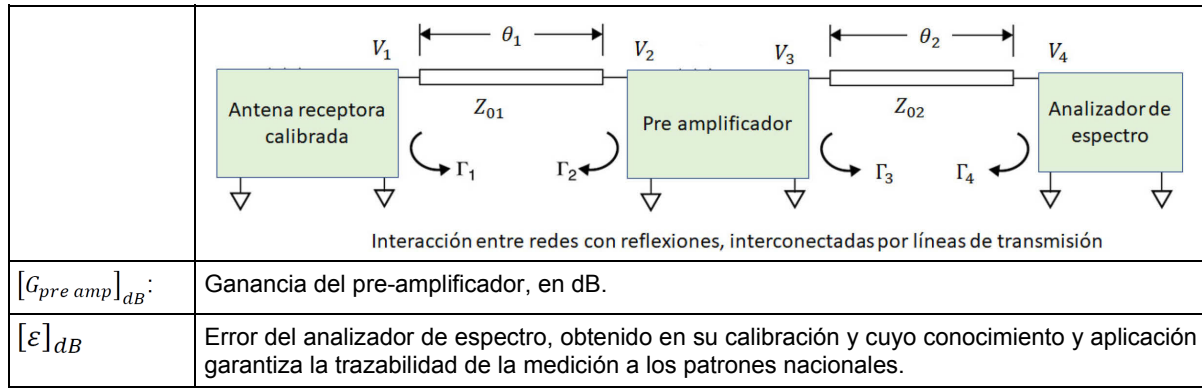 θ₁
θ₂
V₁
V₂
V₃
V₄
Antena receptora
calibrada
Z₀₁
Pre amplificador
Z₀₂
Analizador de
espectro
Γ₁
Γ₂
Γ₃
Γ₄
Interacción entre redes con reflexiones, interconectadas por líneas de transmisión
[G_{pre amp}]_{dB}:
Ganancia del pre-amplificador, en dB.
[ε]_{dB}
Error del analizador de espectro, obtenido en su calibración y cuyo conocimiento y aplicación
garantiza la trazabilidad de la medición a los patrones nacionales.